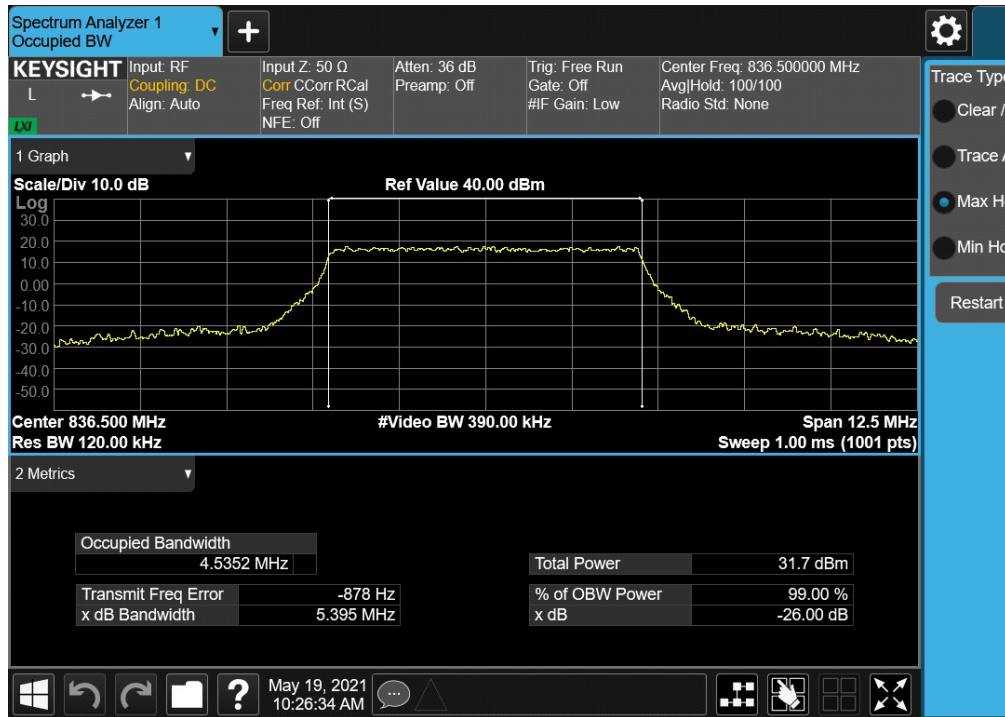 Spectrum Analyzer 1
Occupied BW
KEYSIGHT
L
LXI
Input: RF
Coupling: DC
Align: Auto
Input Z: 50 Ω
Corr CCorr RCal
Freq Ref: Int (S)
NFE: Off
Atten: 36 dB
Preamp: Off
Trig: Free Run
Gate: Off
#IF Gain: Low
Center Freq: 836.500000 MHz
Avg|Hold: 100/100
Radio Std: None
Trace Type
Clear /
Trace A
Max H
Min Ho
Restart
1 Graph
Scale/Div 10.0 dB
Ref Value 40.00 dBm
Log
30.0
20.0
10.0
0.00
-10.0
-20.0
-30.0
-40.0
-50.0
Center 836.500 MHz
#Video BW 390.00 kHz
Span 12.5 MHz
Res BW 120.00 kHz
Sweep 1.00 ms (1001 pts)
2 Metrics
Occupied Bandwidth
4.5352 MHz
Total Power 31.7 dBm
Transmit Freq Error -878 Hz
% of OBW Power 99.00 %
x dB Bandwidth 5.395 MHz
x dB -26.00 dB
?
May 19, 2021
10:26:34 AM